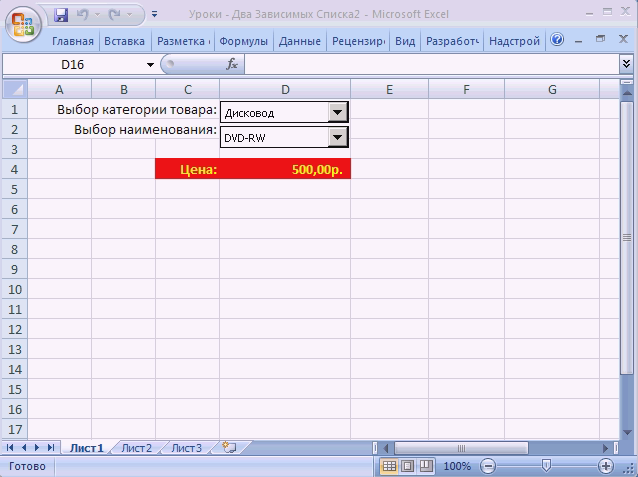 Уроки - Два Зависимых Списка2 - Microsoft Excel
Главная Вставка Разметка Формулы Данные Рецензир Вид Разработ Надстрой
D16 fx
A B C D E F G
1 Выбор категории товара: Дисковод
2 Выбор наименования: DVD-RW
3
4 Цена: 500,00р.
5
6
7
8
9
10
11
12
13
14
15
16
17
Лист1 Лист2 Лист3
Готово 100%